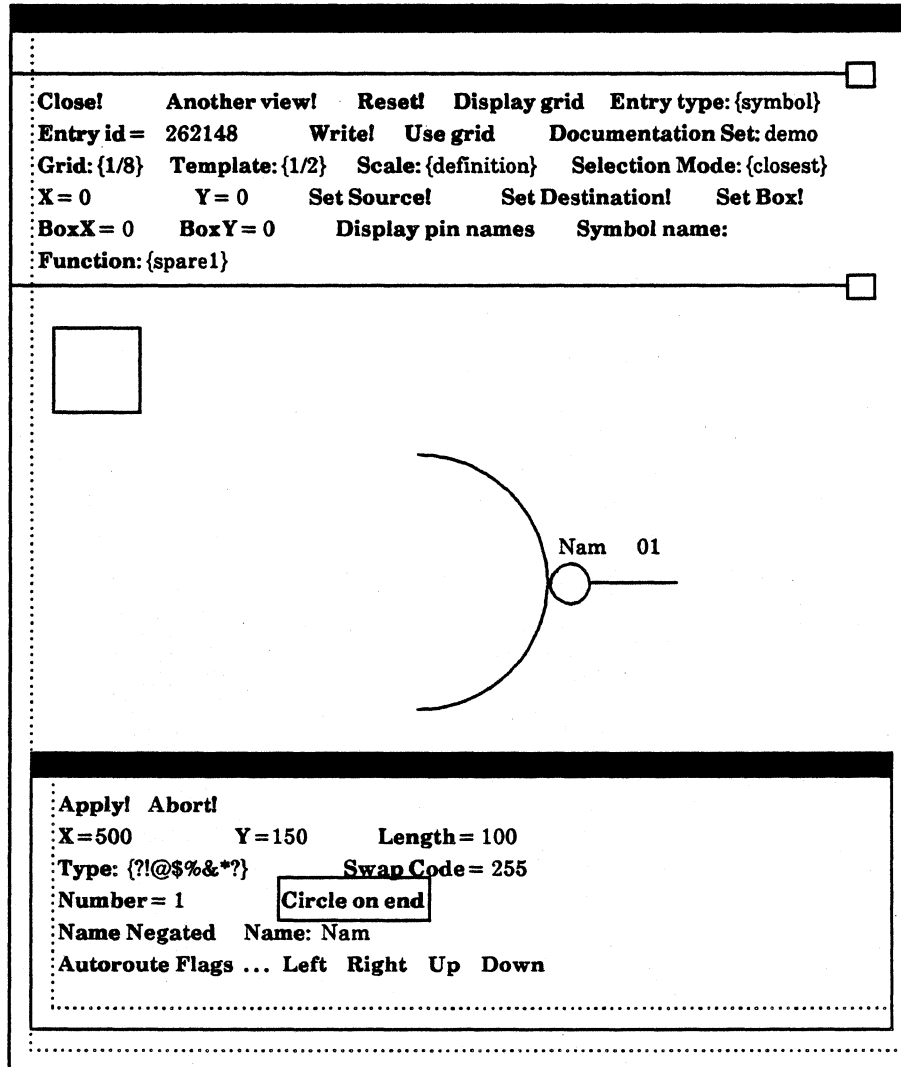 Close! Another view! Reset! Display grid Entry type: {symbol}
Entry id = 262148 Write! Use grid Documentation Set: demo
Grid: {1/8} Template: {1/2} Scale: {definition} Selection Mode: {closest}
X = 0 Y = 0 Set Source! Set Destination! Set Box!
BoxX = 0 BoxY = 0 Display pin names Symbol name:
Function: {spare1}
Nam 01
Apply! Abort!
X = 500 Y = 150 Length = 100
Type: {?!@$%&*?} Swap Code = 255
Number = 1 Circle on end
Name Negated Name: Nam
Autoroute Flags ... Left Right Up Down